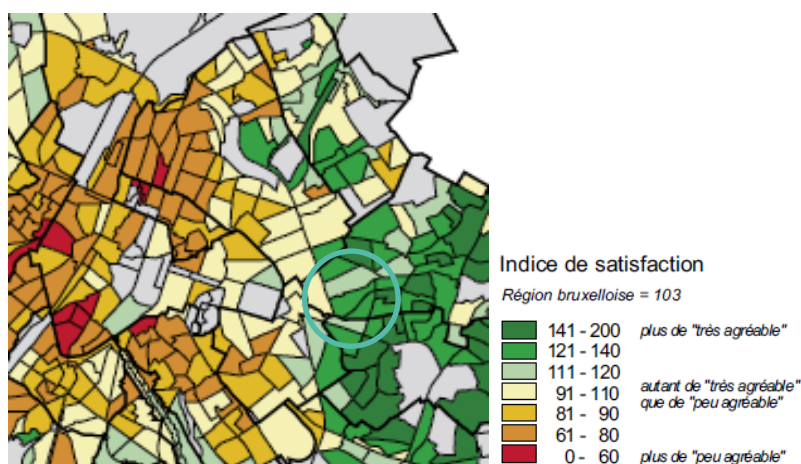 Indice de satisfaction
Région bruxelloise = 103
141 - 200 plus de "très agréable"
121 - 140
111 - 120
91 - 110 autant de "très agréable"
que de "peu agréable"
81 - 90
61 - 80
0 - 60 plus de "peu agréable"